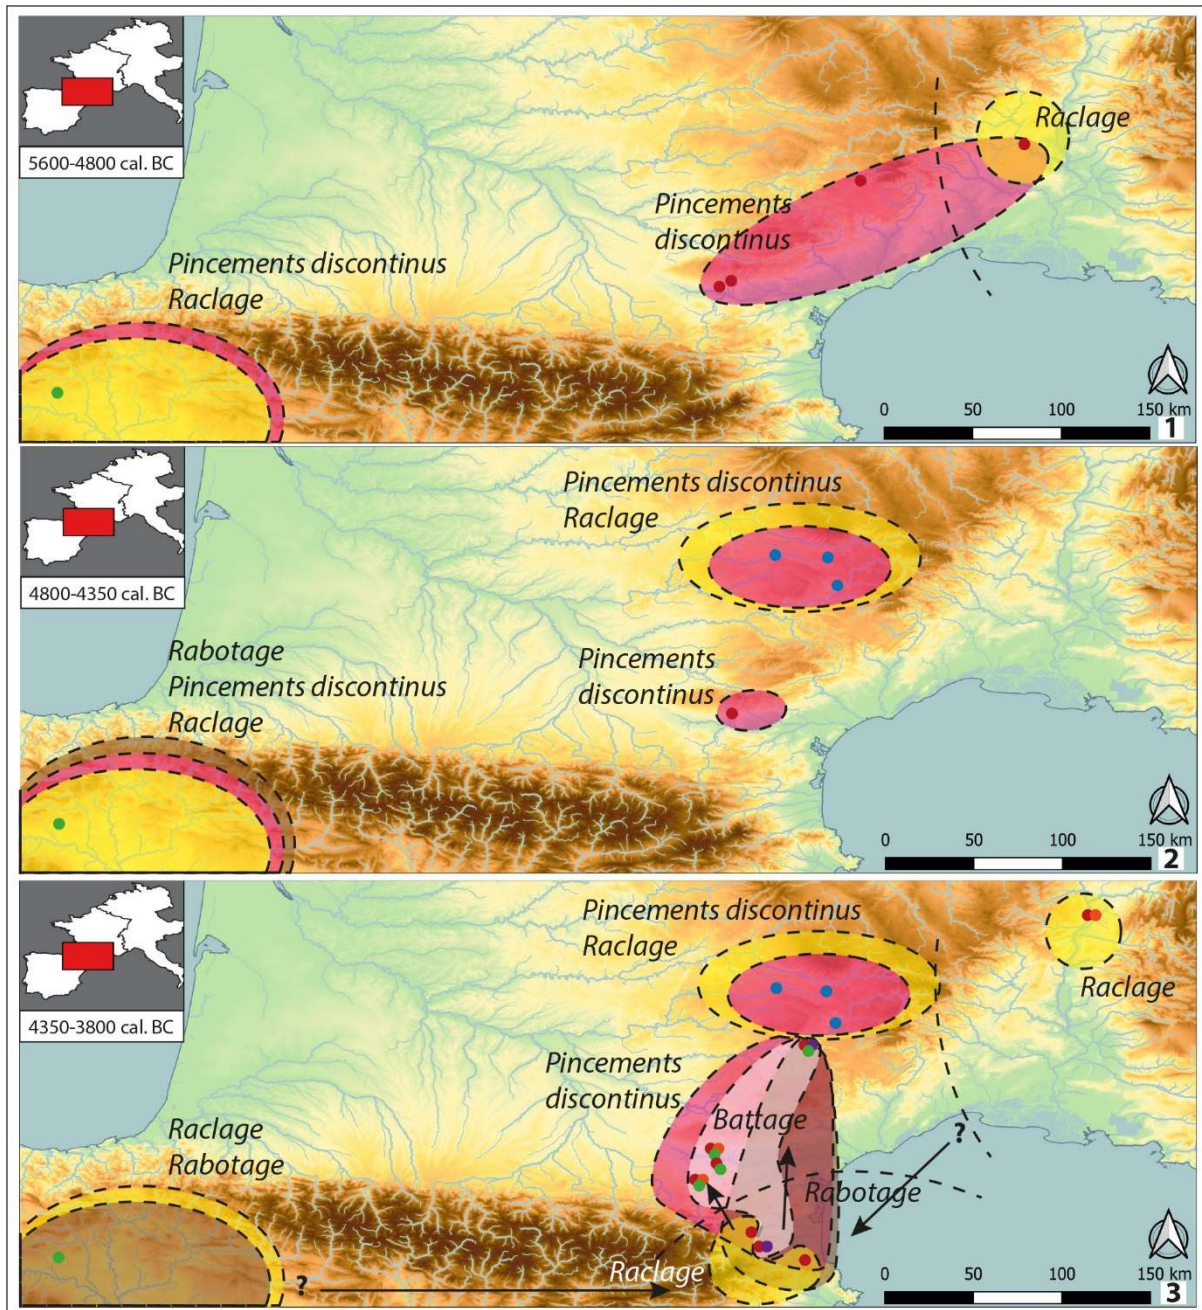 5600-4800 cal. BC
Raclage
Pincements
discontinus
Pincements discontinus
Raclage
0 50 100 150 km
1
4800-4350 cal. BC
Pincements discontinus
Raclage
Pincements
discontinus
Rabotage
Pincements discontinus
Raclage
0 50 100 150 km
2
4350-3800 cal. BC
Pincements discontinus
Raclage
Raclage
Pincements
discontinus
Battage
?
Raclage
Rabotage
Rabotage
Raclage
?
0 50 100 150 km
3